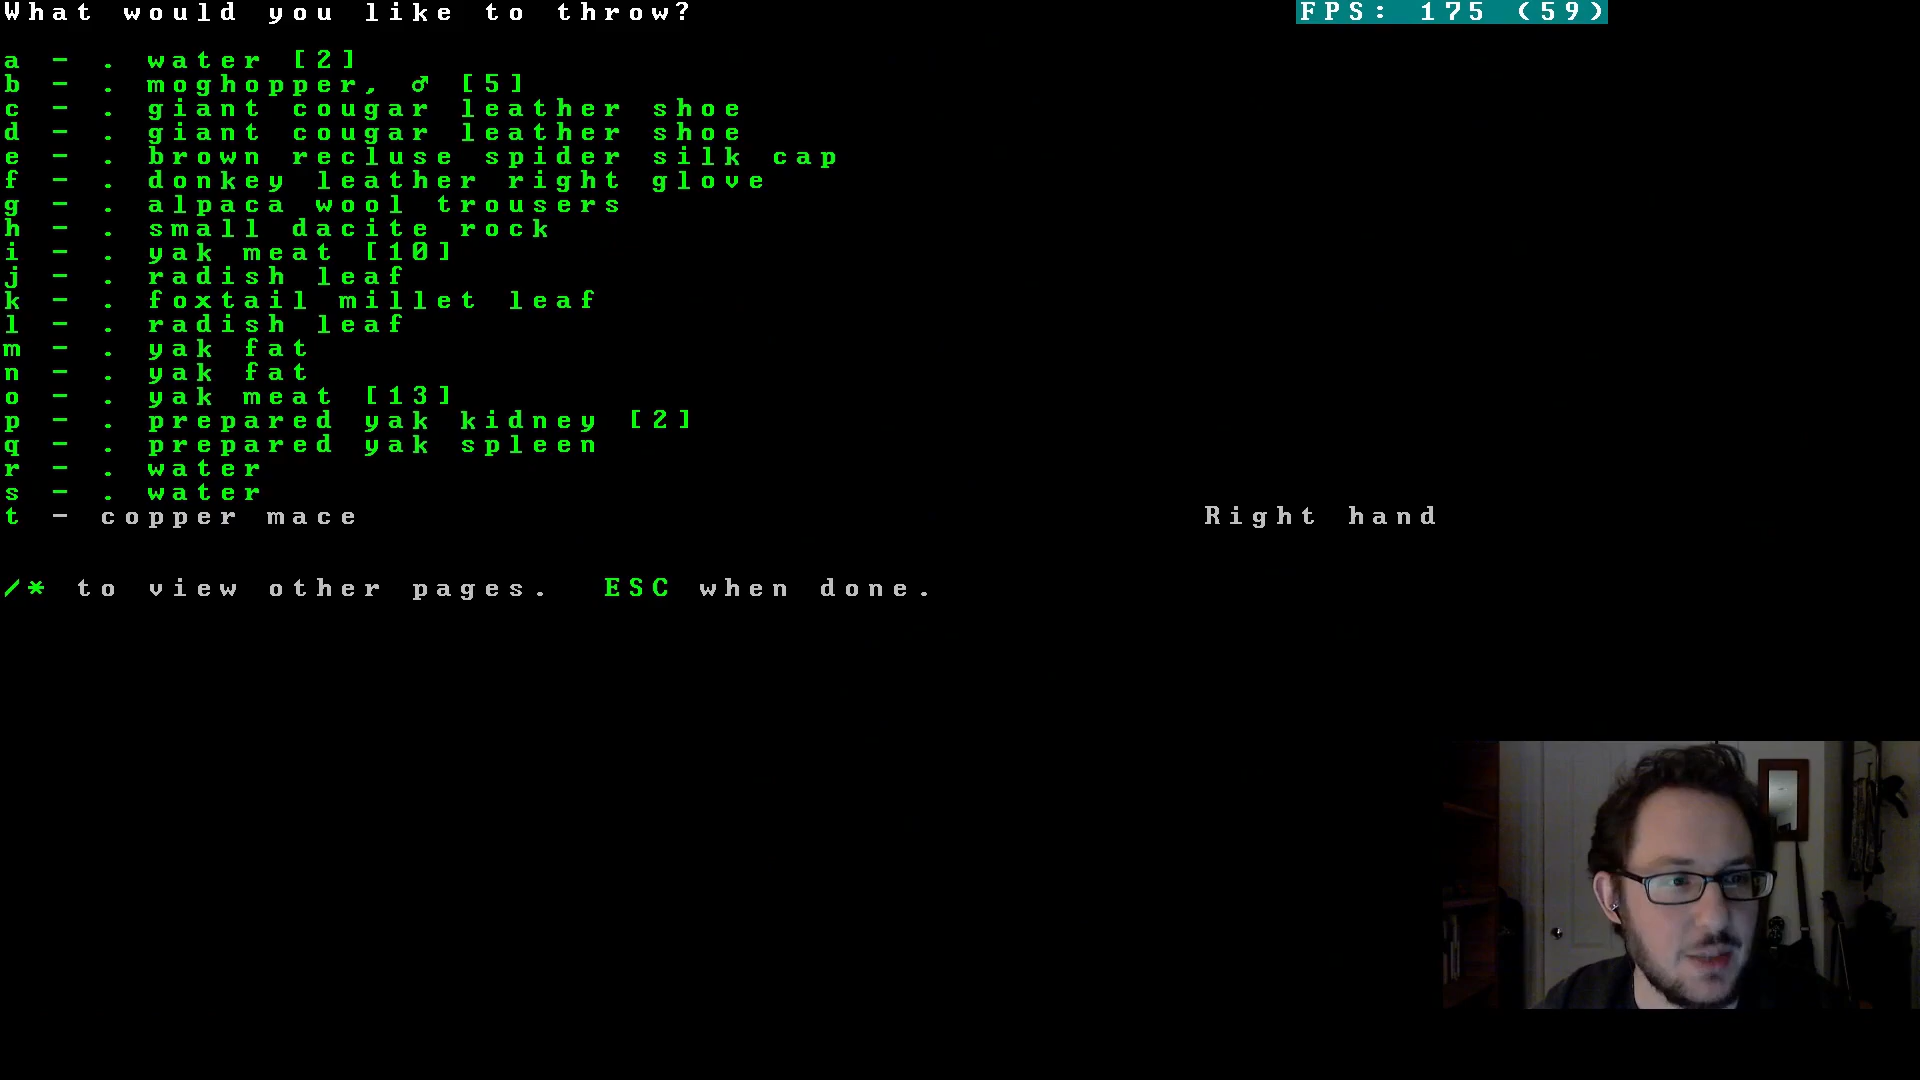 What would you like to throw?
FPS: 175 (59)
a - . water [2]
b - . moghopper, ♂ [5]
c - . giant cougar leather shoe
d - . giant cougar leather shoe
e - . brown recluse spider silk cap
f - . donkey leather right glove
g - . alpaca wool trousers
h - . small dacite rock
i - . yak meat [10]
j - . radish leaf
k - . foxtail millet leaf
l - . radish leaf
m - . yak fat
n - . yak fat
o - . yak meat [13]
p - . prepared yak kidney [2]
q - . prepared yak spleen
r - . water
s - . water
t - copper mace Right hand
/* to view other pages. ESC when done.